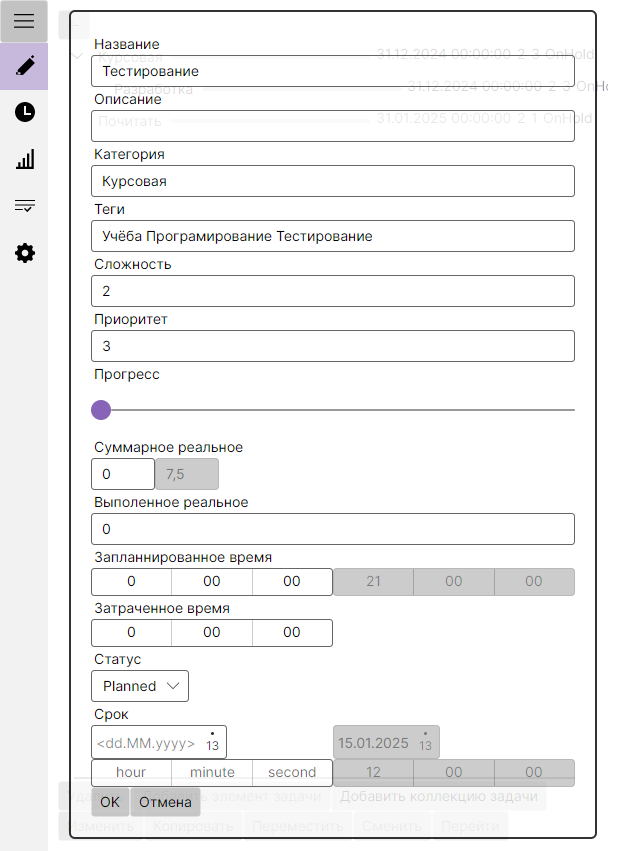 Название
Курсовая 31.12.2024 00:00:00 2 3 OnHold
Тестирование
Разработка 31.12.2024 00:00:00 2 3 OnHo
Описание
Почитать 31.01.2025 00:00:00 2 1 OnHold
Категория
Курсовая
Теги
Учёба Програмирование Тестирование
Сложность
2
Приоритет
3
Прогресс
Суммарное реальное
0 7,5
Выполенное реальное
0
Запланнированное время
0 00 00 21 00 00
Затраченное время
0 00 00
Статус
Planned
Срок
<dd.MM.yyyy> 13 15.01.2025 13
hour minute second 12 00 00
элемент задачи Добавить коллекцию задачи
OK Отмена
Изменить Копировать Переместить Сменить Перейти